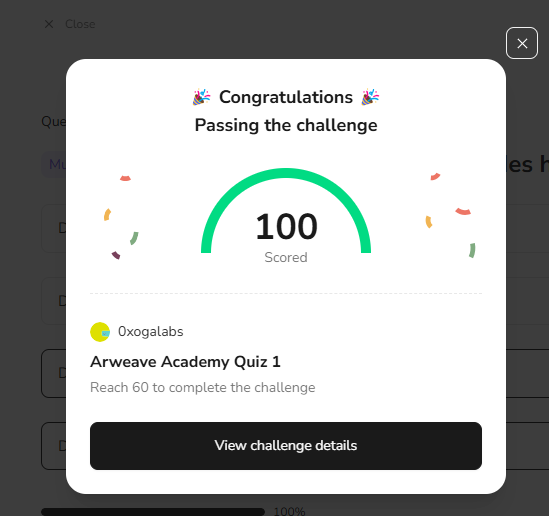 Close
Congratulations
Passing the challenge
Que
Mu
es h
100
Scored
D
D
D
D
0xogalabs
Arweave Academy Quiz 1
Reach 60 to complete the challenge
View challenge details
100%